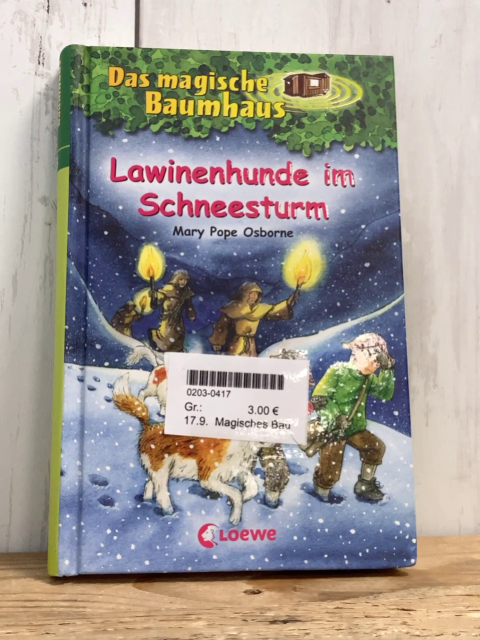 Das magische
Baumhaus
Lawinenhunde im
Schneesturm
Mary Pope Osborne
0203-0417
Gr.: 3.00 €
17.9. Magisches Bau
Loewe